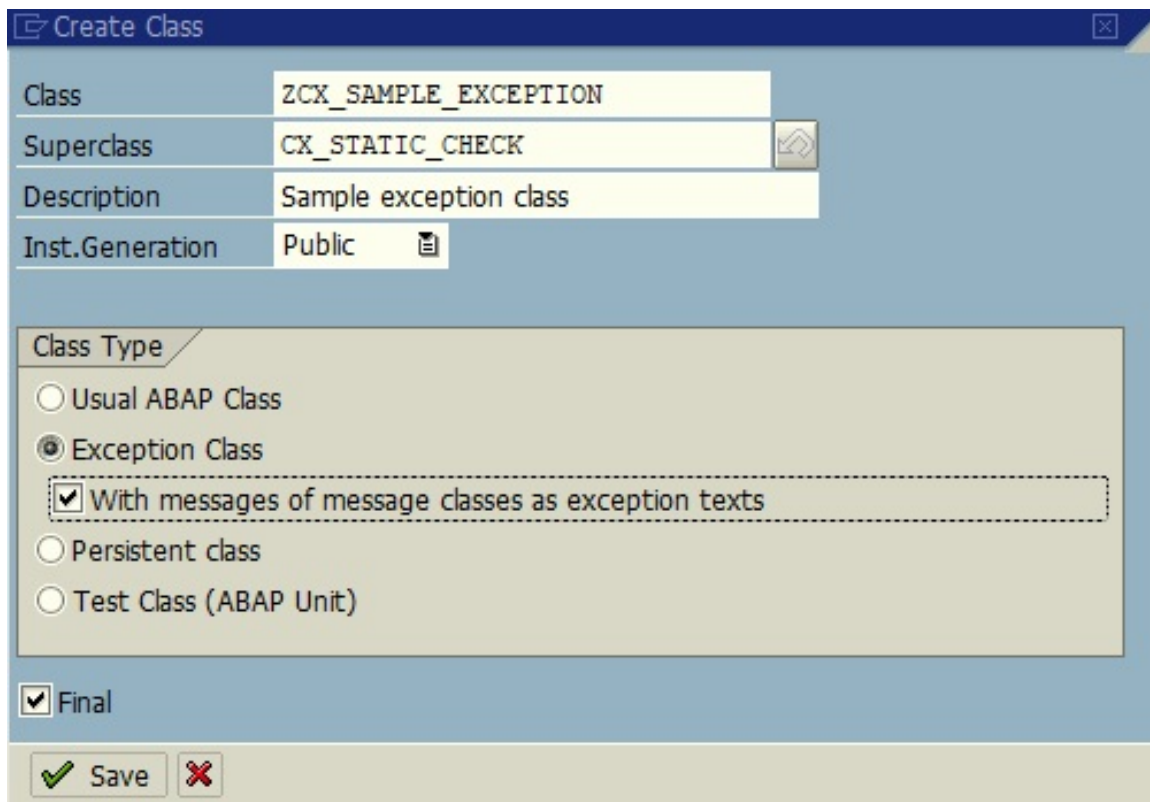 Create Class
Class ZCX_SAMPLE_EXCEPTION
Superclass CX_STATIC_CHECK
Description Sample exception class
Inst.Generation Public
Class Type
Usual ABAP Class
Exception Class
With messages of message classes as exception texts
Persistent class
Test Class (ABAP Unit)
Final
Save